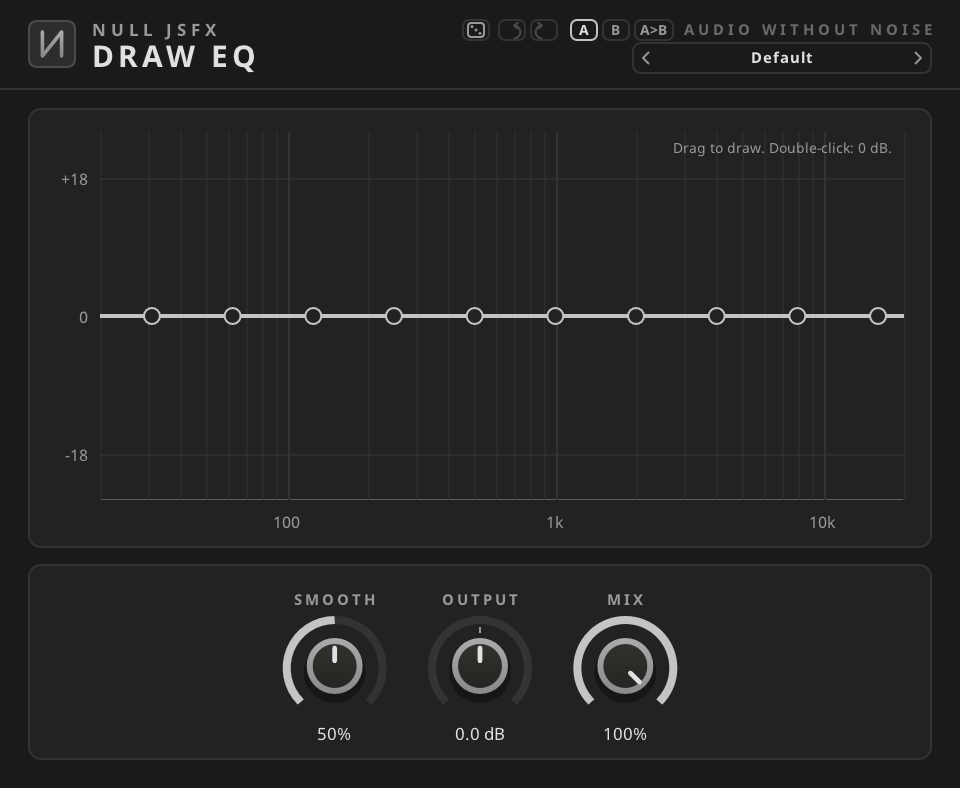 NULL JSFX
DRAW EQ
A B A>B AUDIO WITHOUT NOISE
Default
Drag to draw. Double-click: 0 dB.
+18
0
-18
100 1k 10k
SMOOTH OUTPUT MIX
50% 0.0 dB 100%